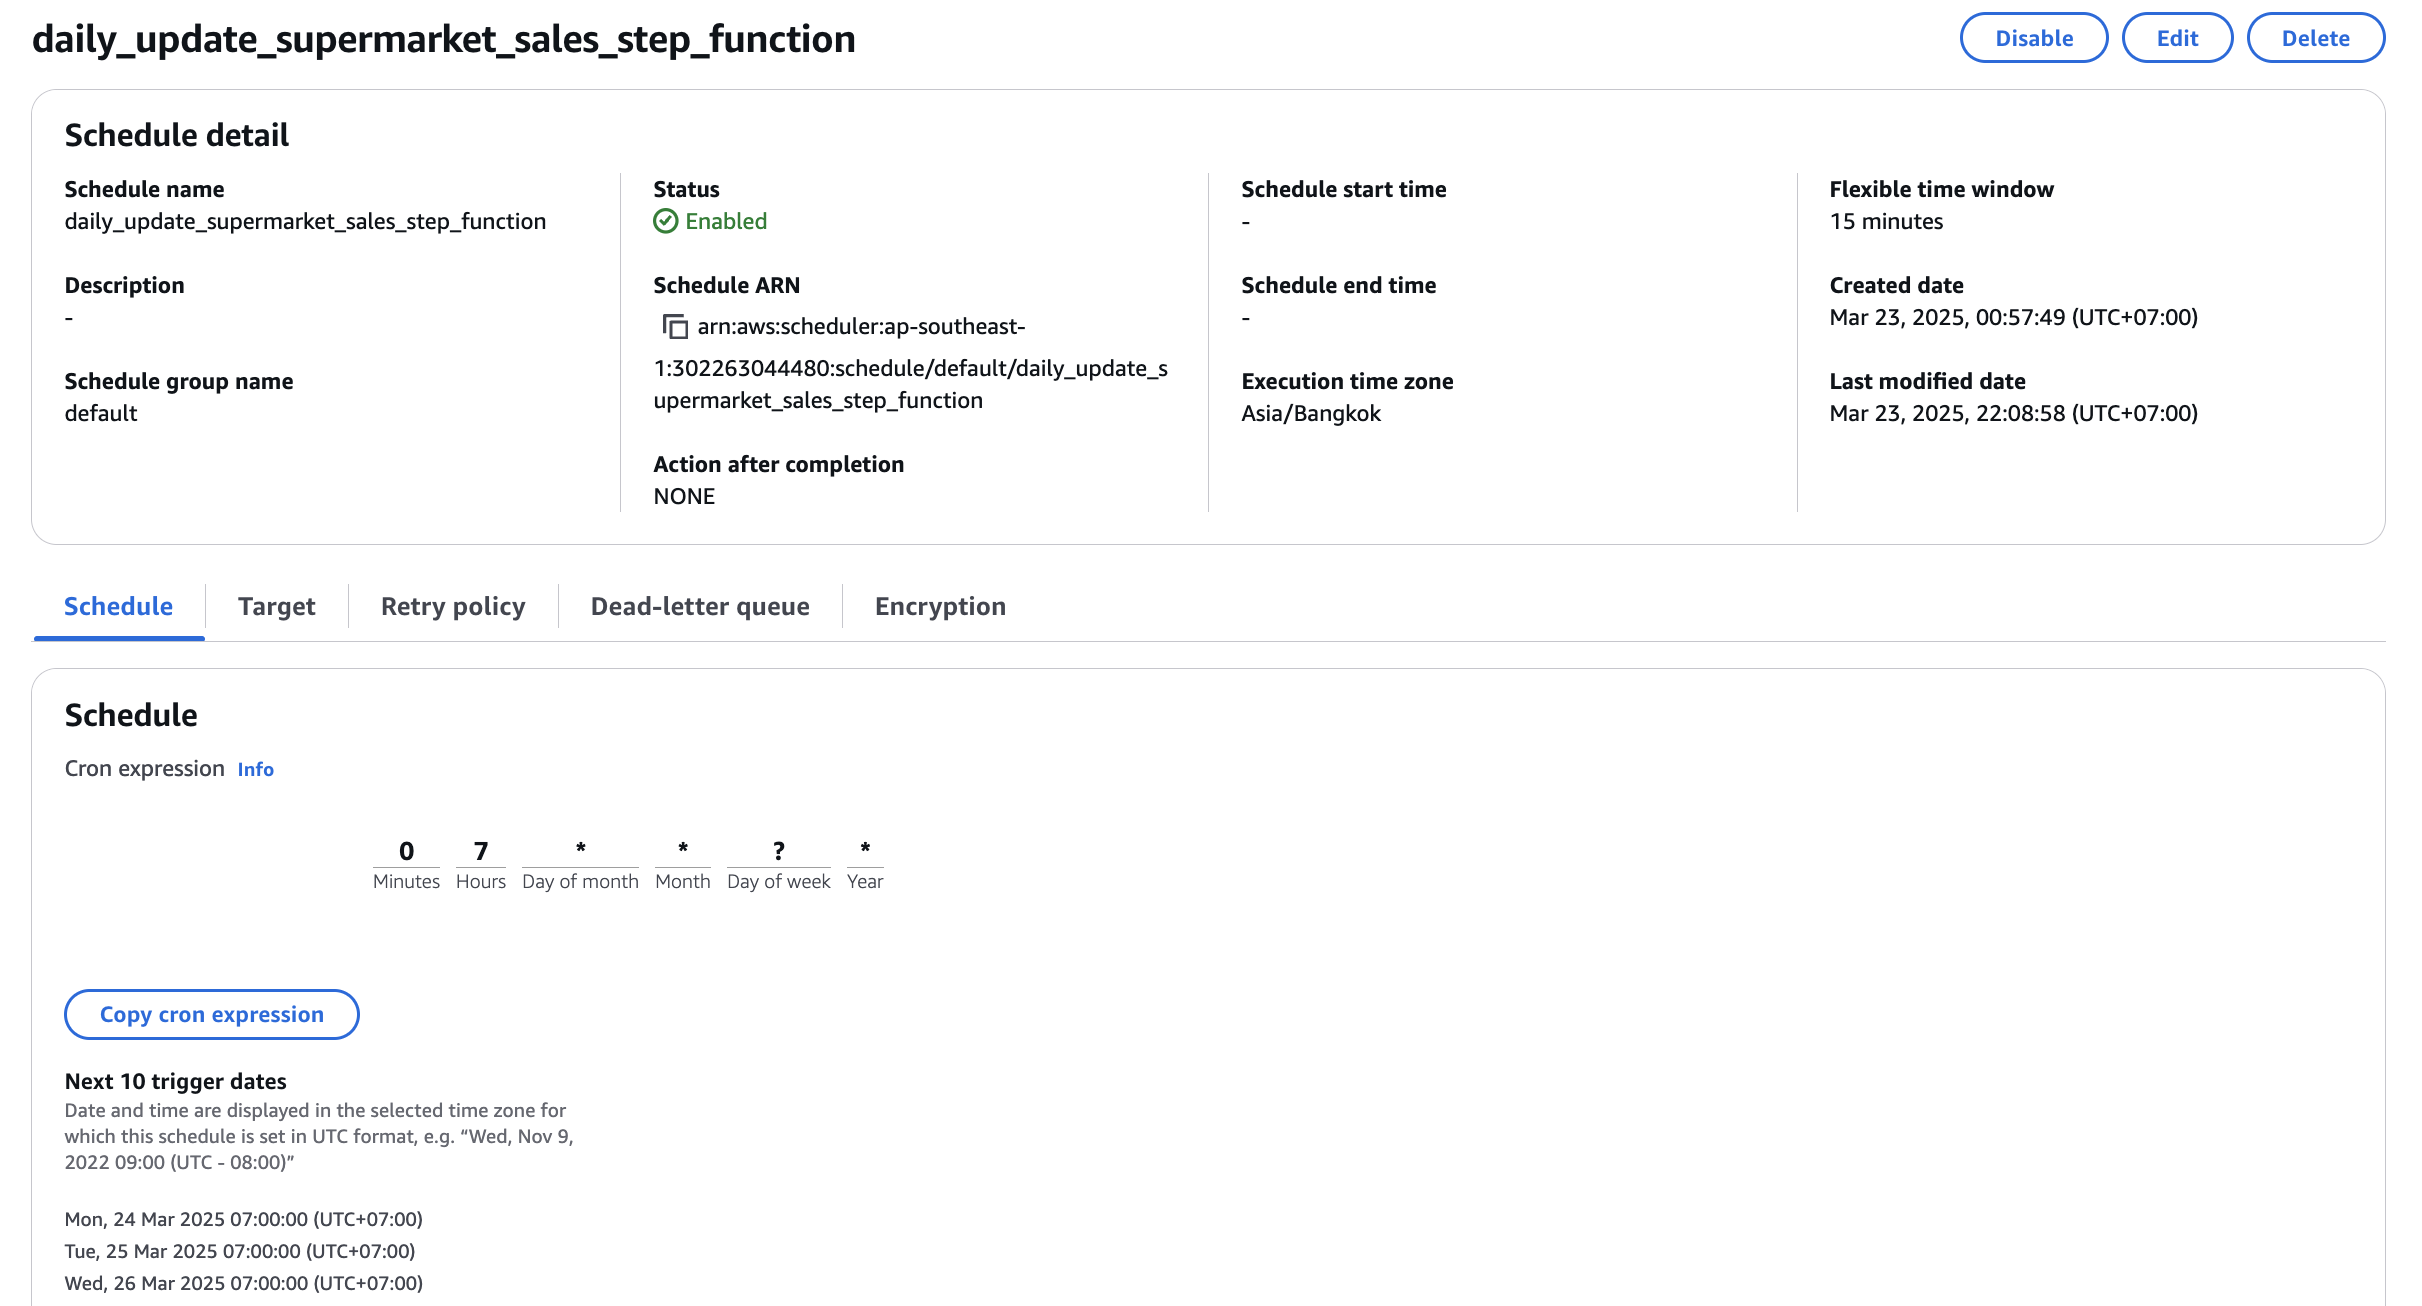 daily_update_supermarket_sales_step_function
Disable
Edit
Delete
Schedule detail
Schedule name
daily_update_supermarket_sales_step_function
Description
-
Schedule group name
default
Status
Enabled
Schedule ARN
arn:aws:scheduler:ap-southeast-
1:302263044480:schedule/default/daily_update_s
upermarket_sales_step_function
Action after completion
NONE
Schedule start time
-
Schedule end time
-
Execution time zone
Asia/Bangkok
Flexible time window
15 minutes
Created date
Mar 23, 2025, 00:57:49 (UTC+07:00)
Last modified date
Mar 23, 2025, 22:08:58 (UTC+07:00)
Schedule
Target
Retry policy
Dead-letter queue
Encryption
Schedule
Cron expression Info
0 7 * * ? *
Minutes Hours Day of month Month Day of week Year
Copy cron expression
Next 10 trigger dates
Date and time are displayed in the selected time zone for
which this schedule is set in UTC format, e.g. “Wed, Nov 9,
2022 09:00 (UTC - 08:00)”
Mon, 24 Mar 2025 07:00:00 (UTC+07:00)
Tue, 25 Mar 2025 07:00:00 (UTC+07:00)
Wed, 26 Mar 2025 07:00:00 (UTC+07:00)